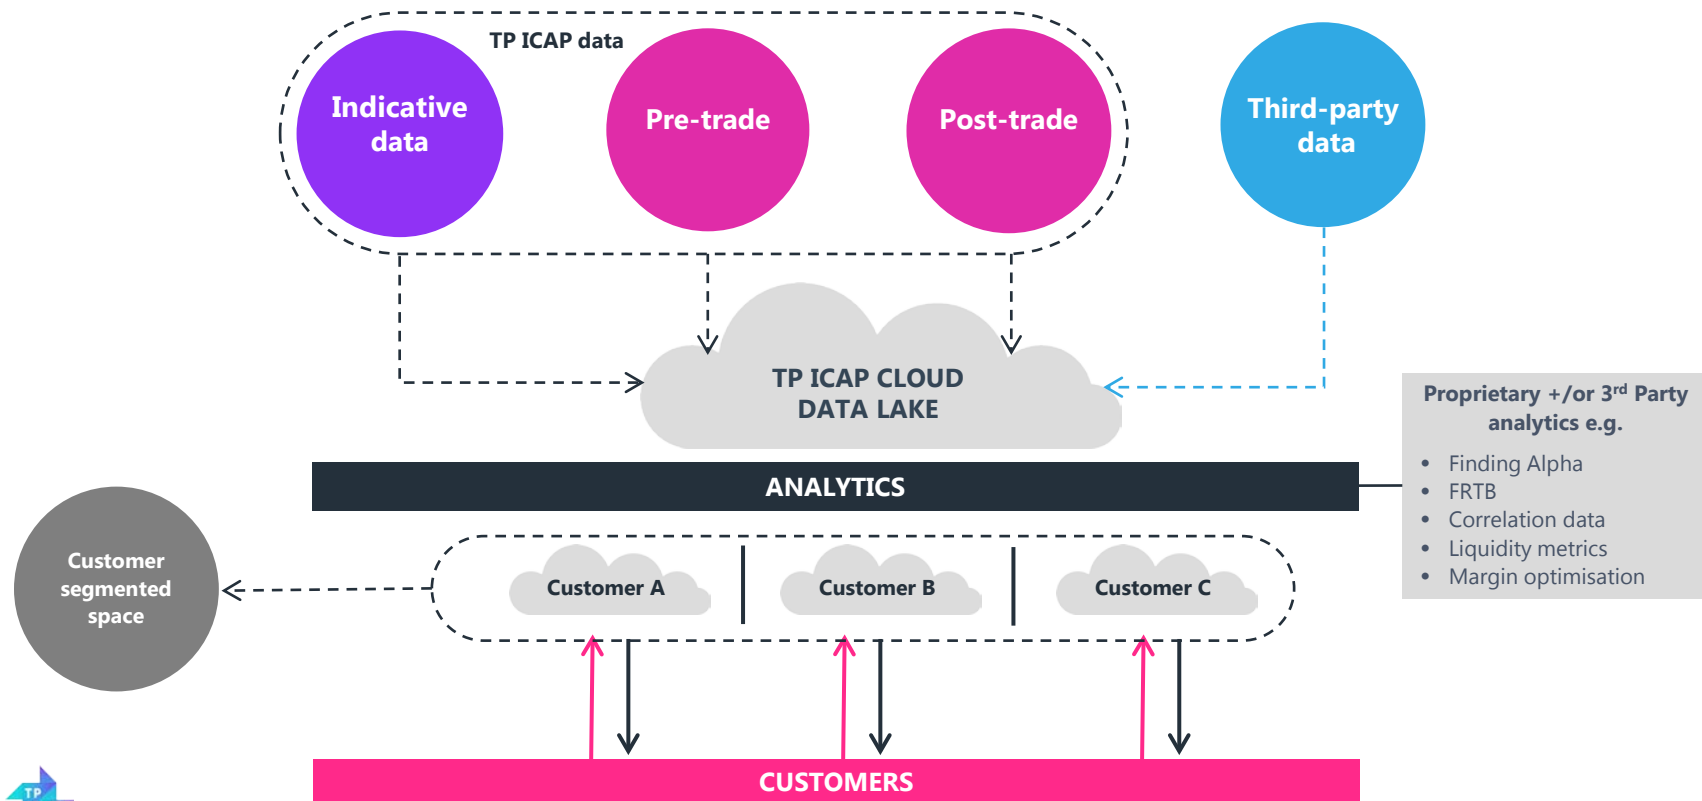 TP ICAP data
Indicative
data
Pre-trade
Post-trade
Third-party
data
TP ICAP CLOUD
DATA LAKE
Proprietary +/or 3rd Party
analytics e.g.
• Finding Alpha
• FRTB
• Correlation data
• Liquidity metrics
• Margin optimisation
ANALYTICS
Customer
segmented
space
Customer A
Customer B
Customer C
CUSTOMERS
TP